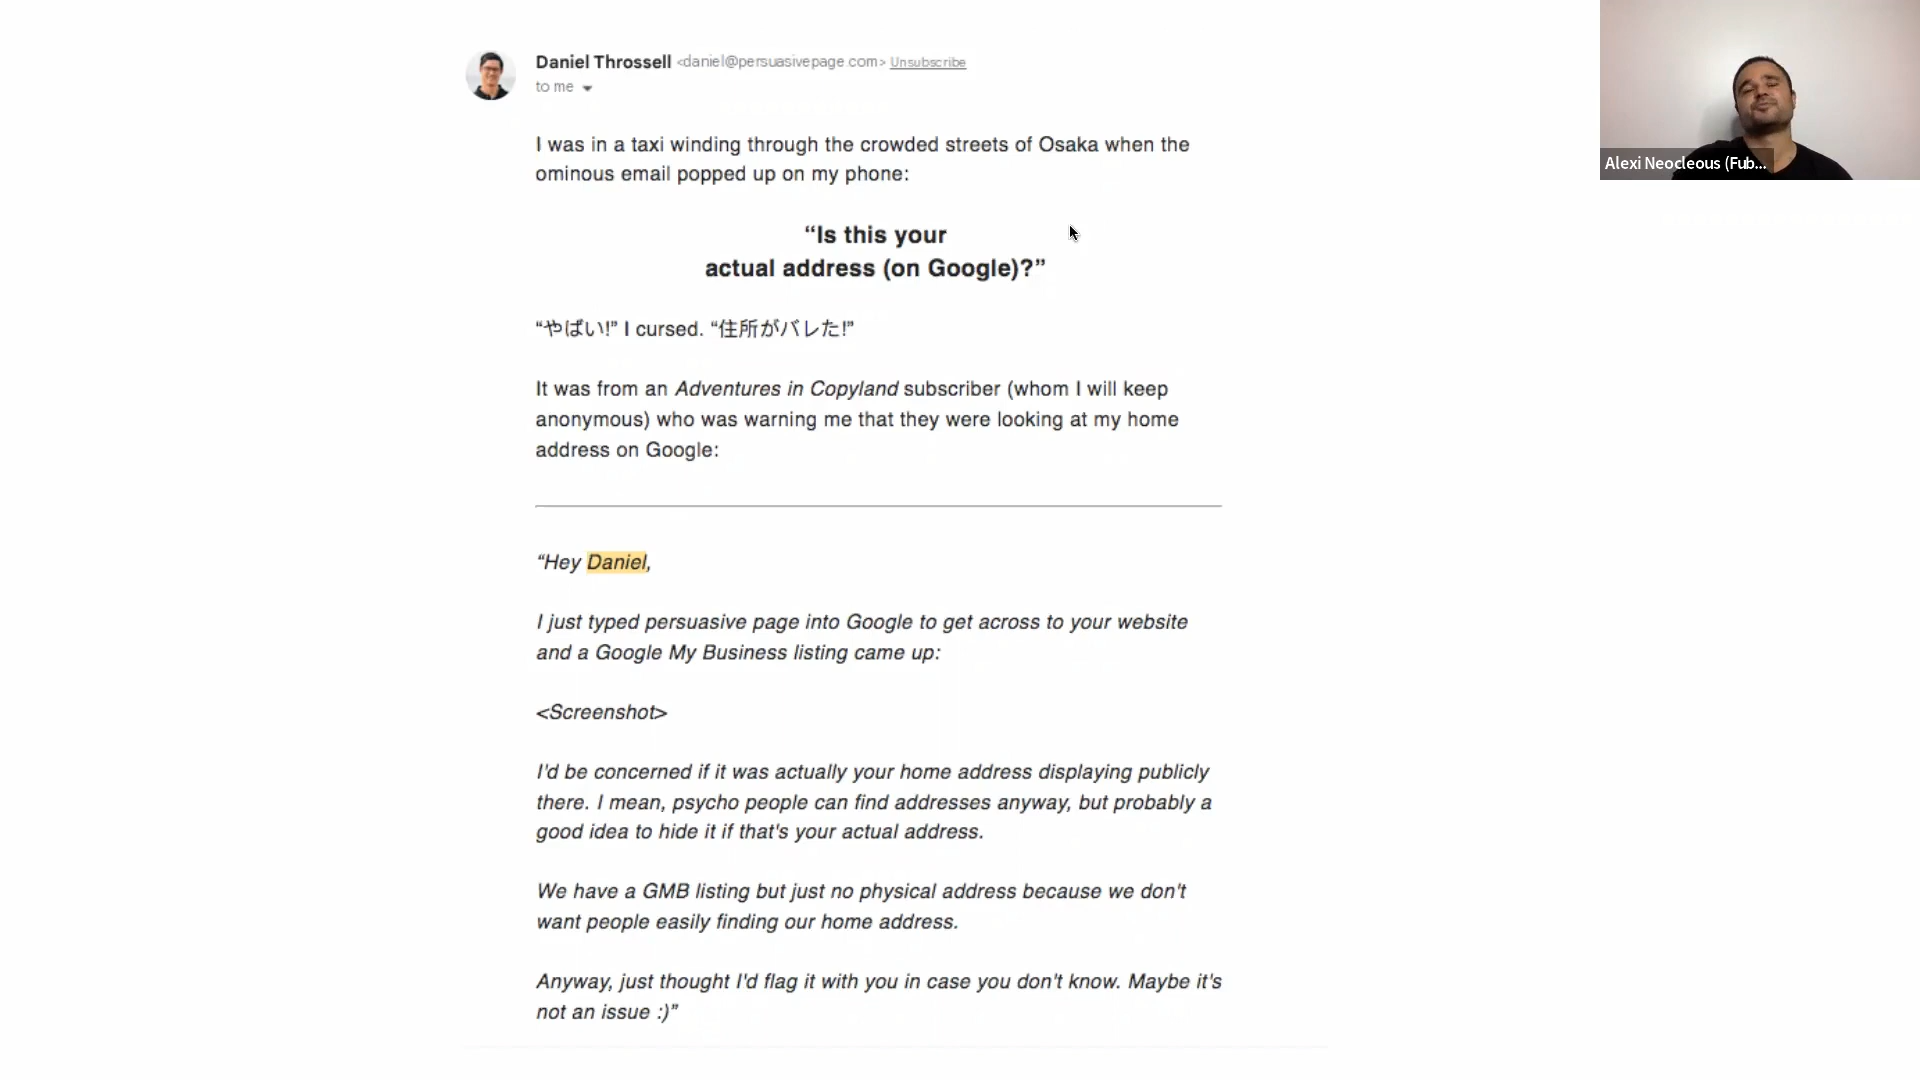 Daniel Throssell <daniel@persuasivepage.com> Unsubscribe
to me
I was in a taxi winding through the crowded streets of Osaka when the
ominous email popped up on my phone:
“Is this your
actual address (on Google)?”
“やばい!” I cursed. “住所がバレた!”
It was from an Adventures in Copyland subscriber (whom I will keep
anonymous) who was warning me that they were looking at my home
address on Google:
“Hey Daniel,
I just typed persuasive page into Google to get across to your website
and a Google My Business listing came up:
<Screenshot>
I'd be concerned if it was actually your home address displaying publicly
there. I mean, psycho people can find addresses anyway, but probably a
good idea to hide it if that's your actual address.
We have a GMB listing but just no physical address because we don't
want people easily finding our home address.
Anyway, just thought I'd flag it with you in case you don't know. Maybe it's
not an issue :)”
Alexi Neocleous (Fub...